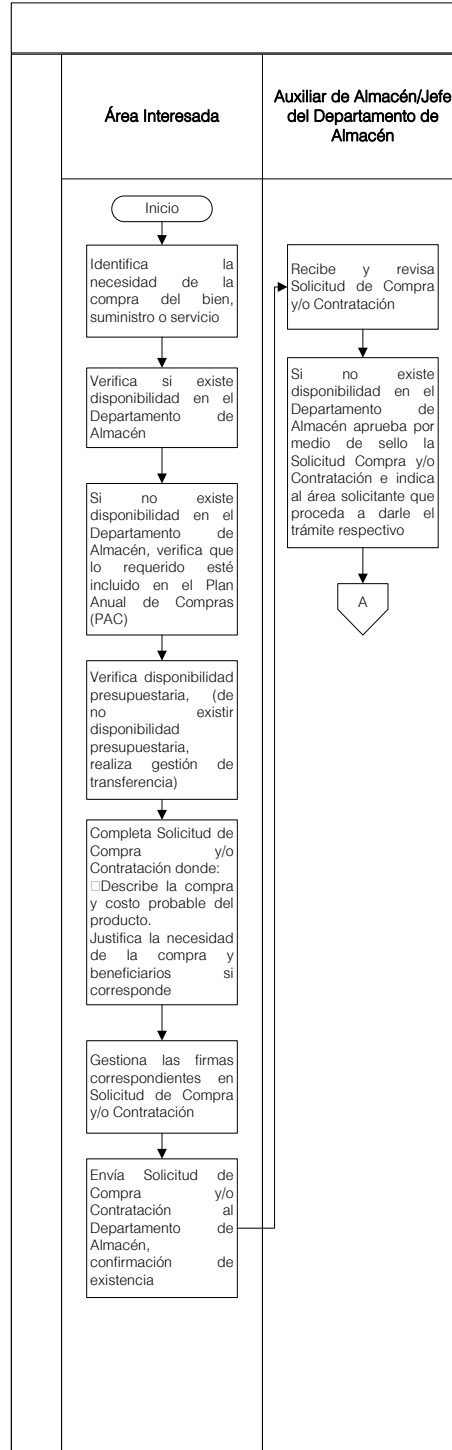 Área Interesada
Auxiliar de Almacén/Jefe
del Departamento de
Almacén
Inicio
Identifica la
necesidad de la
compra del bien,
suministro o servicio
Verifica si existe
disponibilidad en el
Departamento de
Almacén
Si no existe
disponibilidad en el
Departamento de
Almacén, verifica que
lo requerido esté
incluido en el Plan
Anual de Compras
(PAC)
Verifica disponibilidad
presupuestaria, (de
no existir
disponibilidad
presupuestaria,
realiza gestión de
transferencia)
Completa Solicitud de
Compra y/o
Contratación donde:
□Describe la compra
y costo probable del
producto.
Justifica la necesidad
de la compra y
beneficiarios si
corresponde
Gestiona las firmas
correspondientes en
Solicitud de Compra
y/o Contratación
Envía Solicitud de
Compra y/o
Contratación al
Departamento de
Almacén,
confirmación de
existencia
Recibe y revisa
Solicitud de Compra
y/o Contratación
Si no existe
disponibilidad en el
Departamento de
Almacén aprueba por
medio de sello la
Solicitud Compra y/o
Contratación e indica
al área solicitante que
proceda a darle el
trámite respectivo
A